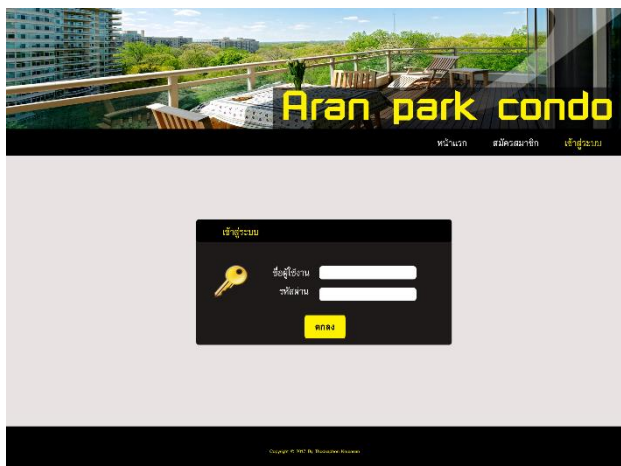 Aran park condo
หน้าแรก สมัครสมาชิก เข้าสู่ระบบ
เข้าสู่ระบบ
ชื่อผู้ใช้งาน
รหัสผ่าน
ตกลง
Copyright ©